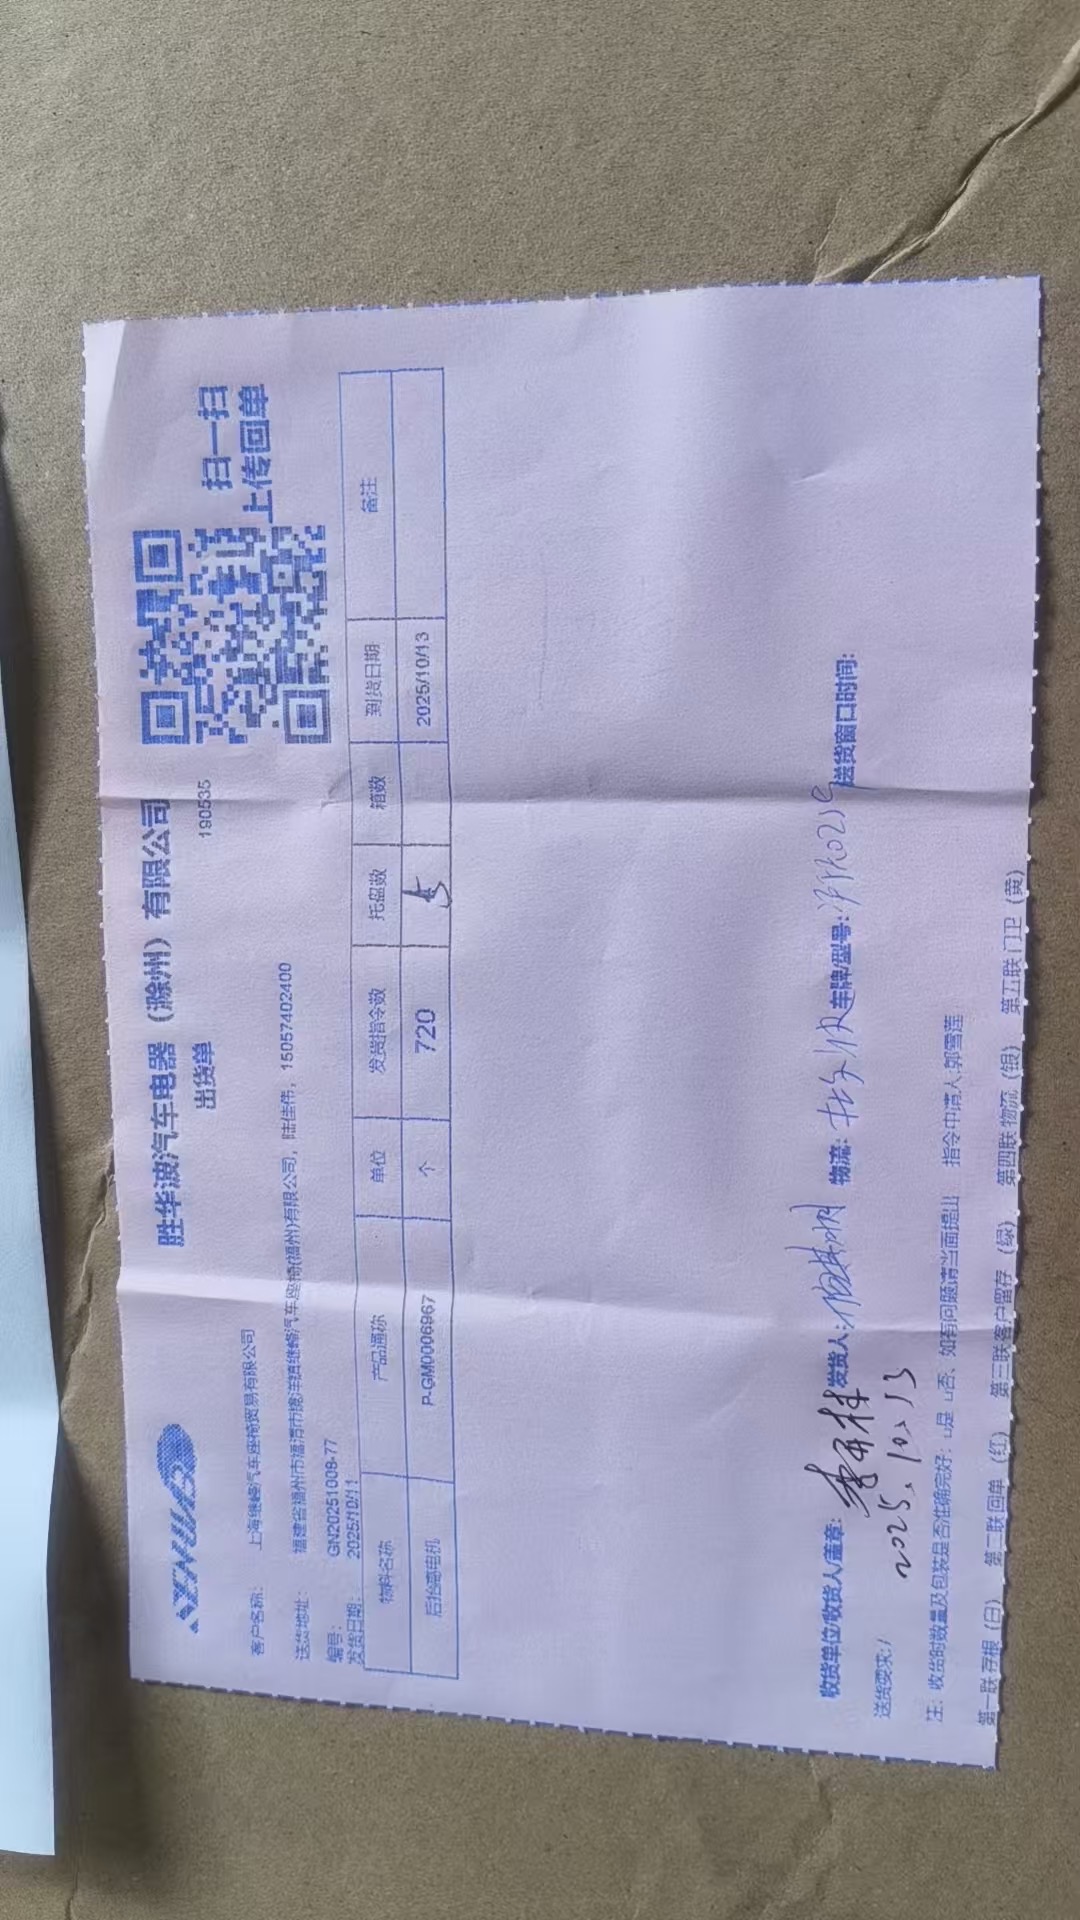 SENHUABO
胜华波汽车电器（滁州）有限公司
出货单
190535
扫一扫
上传回单
客户名称： 上海继峰汽车座椅贸易有限公司
送货地址： 福建省福州市福清市镜洋镇继峰汽车座椅(福州)有限公司，陆佳伟，15057402400
编号： GN20251008-77
发货日期： 2025/10/11
物料名称 产品通称 单位 发货指令数 托盘数 箱数 到货日期 备注
后抬高电机 P-GM0006967 个 720 5 2025/10/13
收货单位/收货人/盖章： 发货人： 物流： 车牌/型号： 送货窗口时间：
2025.10.13
送货要求：/
注：收货时数量及包装是否准确完好：□是 □否、如有问题请当面提出 指令申请人:郭雪莲
第一联存根（白） 第二联回单（红） 第三联客户留存（绿） 第四联物流（银） 第五联门卫（黄）